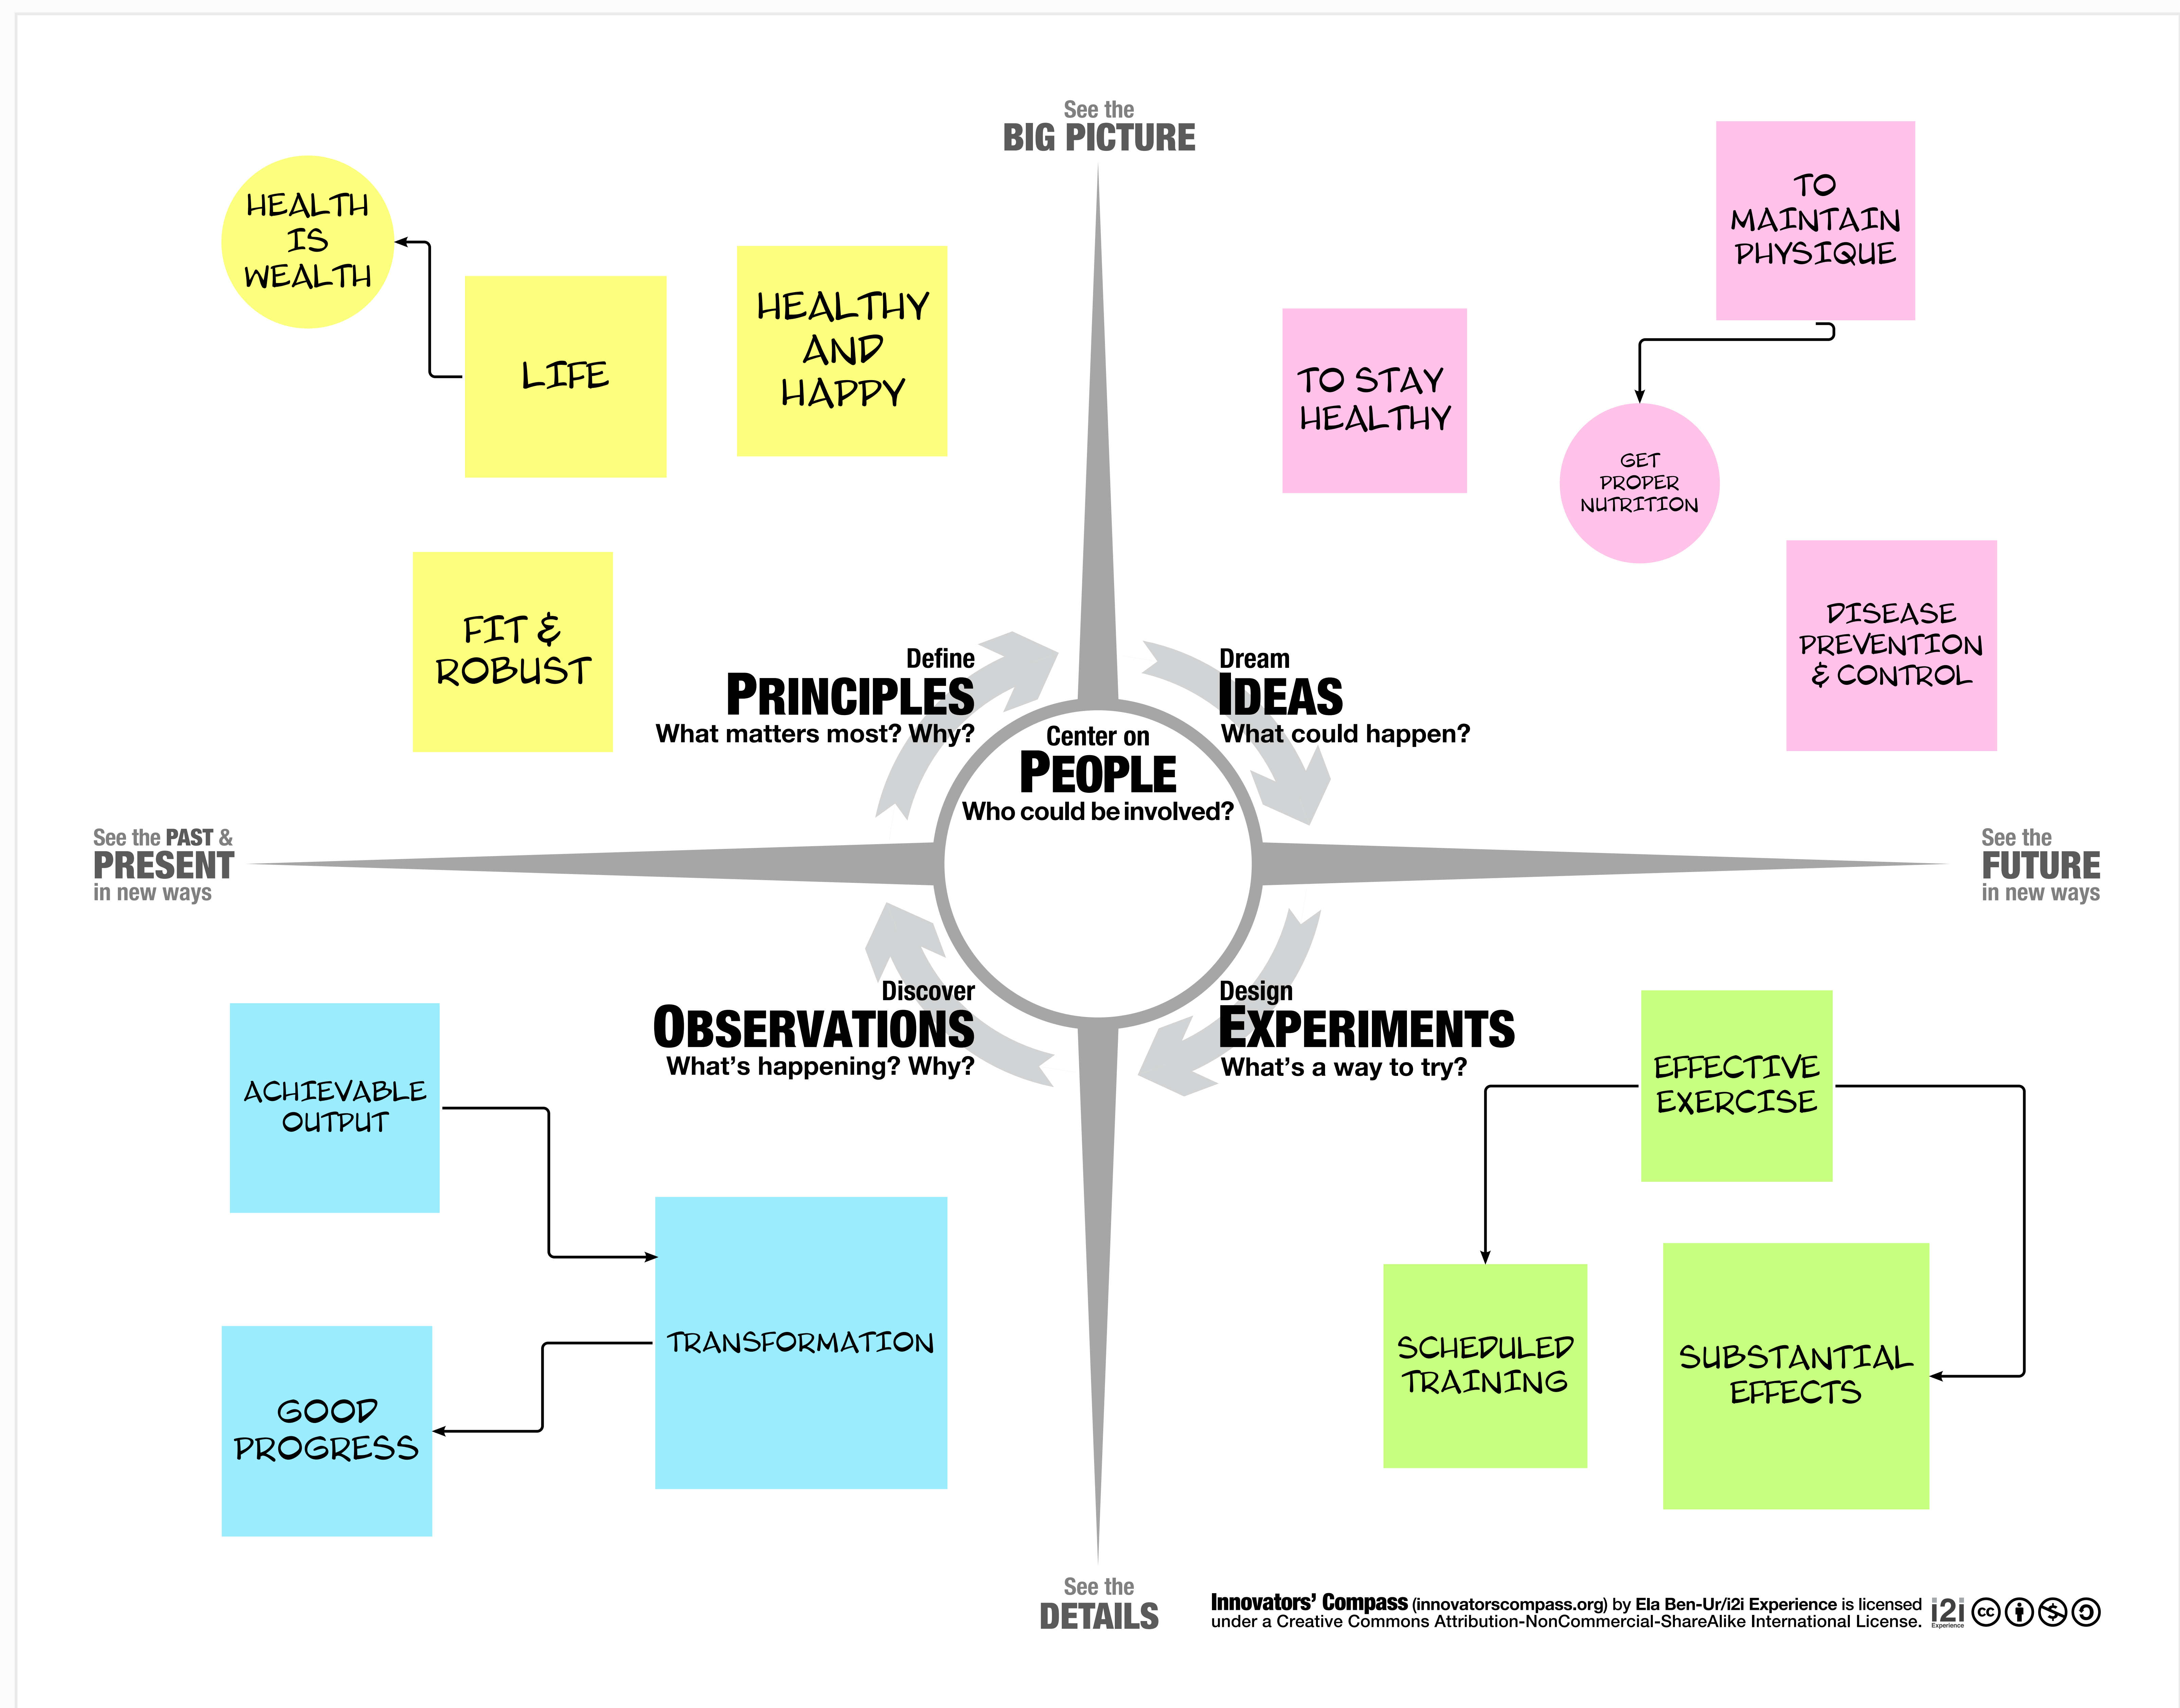 See the
BIG PICTURE
HEALTH
IS
WEALTH
LIFE
HEALTHY
AND
HAPPY
FIT &
ROBUST
Define
PRINCIPLES
What matters most? Why?
TO
MAINTAIN
PHYSIQUE
TO STAY
HEALTHY
GET
PROPER
NUTRITION
DISEASE
PREVENTION
& CONTROL
Dream
IDEAS
What could happen?
Center on
PEOPLE
Who could be involved?
See the PAST &
PRESENT
in new ways
See the
FUTURE
in new ways
Discover
OBSERVATIONS
What's happening? Why?
ACHIEVABLE
OUTPUT
TRANSFORMATION
GOOD
PROGRESS
Design
EXPERIMENTS
What's a way to try?
EFFECTIVE
EXERCISE
SCHEDULED
TRAINING
SUBSTANTIAL
EFFECTS
See the
DETAILS
Innovators' Compass (innovatorscompass.org) by Ela Ben-Ur/i2i Experience is licensed
under a Creative Commons Attribution-NonCommercial-ShareAlike International License.
i2i
Experience
cc